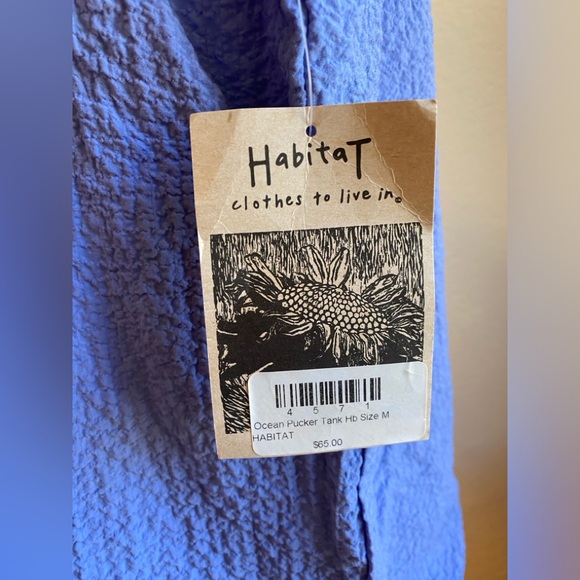 HabitaT
clothes to live in.
4 5 7 1
Ocean Pucker Tank Hb Size M
HABITAT
$65.00